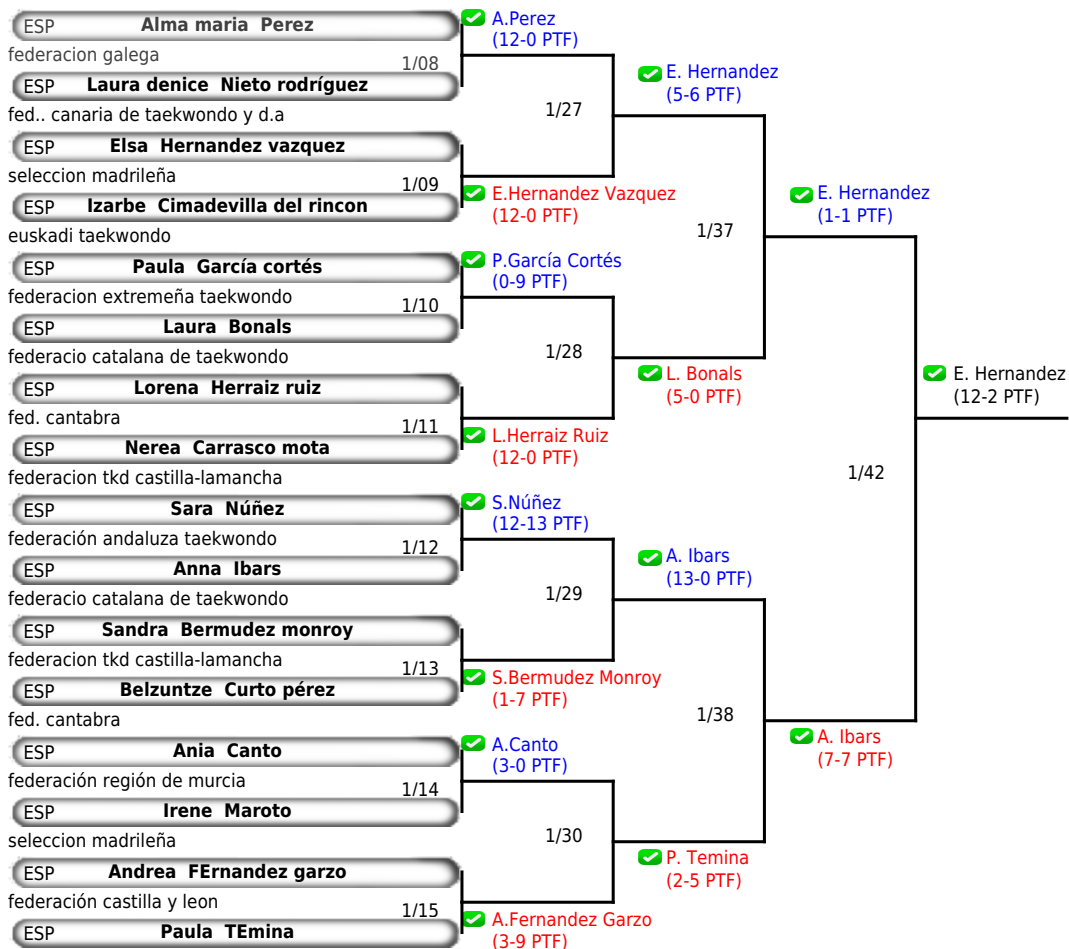 ESP Alma maria Perez
federacion galega
1/08
ESP Laura denice Nieto rodríguez
fed.. canaria de taekwondo y d.a
ESP Elsa Hernandez vazquez
seleccion madrileña
1/09
ESP Izarbe Cimadevilla del rincon
euskadi taekwondo
ESP Paula García cortés
federacion extremeña taekwondo
1/10
ESP Laura Bonals
federacio catalana de taekwondo
ESP Lorena Herraiz ruiz
fed. cantabra
1/11
ESP Nerea Carrasco mota
federacion tkd castilla-lamancha
ESP Sara Núñez
federación andaluza taekwondo
1/12
ESP Anna Ibars
federacio catalana de taekwondo
ESP Sandra Bermudez monroy
federacion tkd castilla-lamancha
1/13
ESP Belzuntze Curto pérez
fed. cantabra
ESP Ania Canto
federación región de murcia
1/14
ESP Irene Maroto
seleccion madrileña
ESP Andrea FErnandez garzo
federación castilla y leon
1/15
ESP Paula TEmina
A.Perez
(12-0 PTF)
1/27
E.Hernandez Vazquez
(12-0 PTF)
P.García Cortés
(0-9 PTF)
1/28
L.Herraiz Ruiz
(12-0 PTF)
S.Núñez
(12-13 PTF)
1/29
S.Bermudez Monroy
(1-7 PTF)
A.Canto
(3-0 PTF)
1/30
A.Fernandez Garzo
(3-9 PTF)
E. Hernandez
(5-6 PTF)
1/37
L. Bonals
(5-0 PTF)
A. Ibars
(13-0 PTF)
1/38
P. Temina
(2-5 PTF)
E. Hernandez
(1-1 PTF)
1/42
A. Ibars
(7-7 PTF)
E. Hernandez
(12-2 PTF)